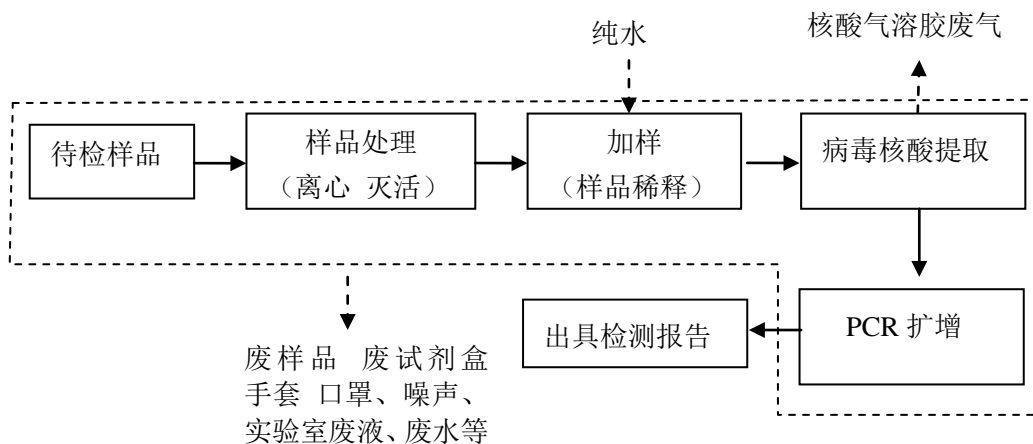 纯水
核酸气溶胶废气
待检样品
样品处理
（离心 灭活）
加样
（样品稀释）
病毒核酸提取
PCR 扩增
出具检测报告
废样品 废试剂盒
手套 口罩、噪声、
实验室废液、废水等